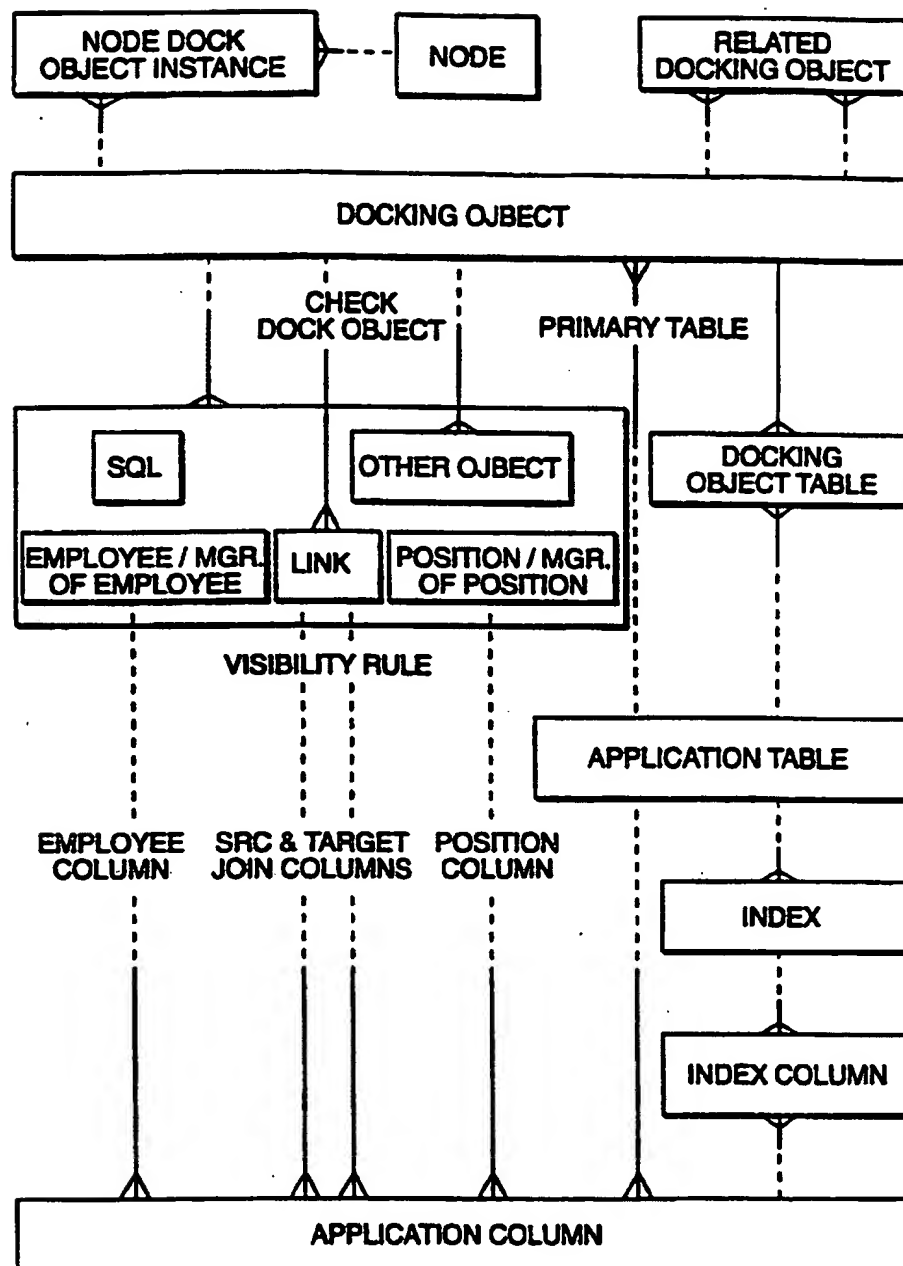 NODE DOCK
OBJECT INSTANCE
NODE
RELATED
DOCKING OBJECT
DOCKING OJBECT
CHECK
DOCK OBJECT
PRIMARY TABLE
SQL
OTHER OJBECT
DOCKING
OBJECT TABLE
EMPLOYEE / MGR.
OF EMPLOYEE
LINK
POSITION / MGR.
OF POSITION
VISIBILITY RULE
APPLICATION TABLE
EMPLOYEE
COLUMN
SRC & TARGET
JOIN COLUMNS
POSITION
COLUMN
INDEX
INDEX COLUMN
APPLICATION COLUMN